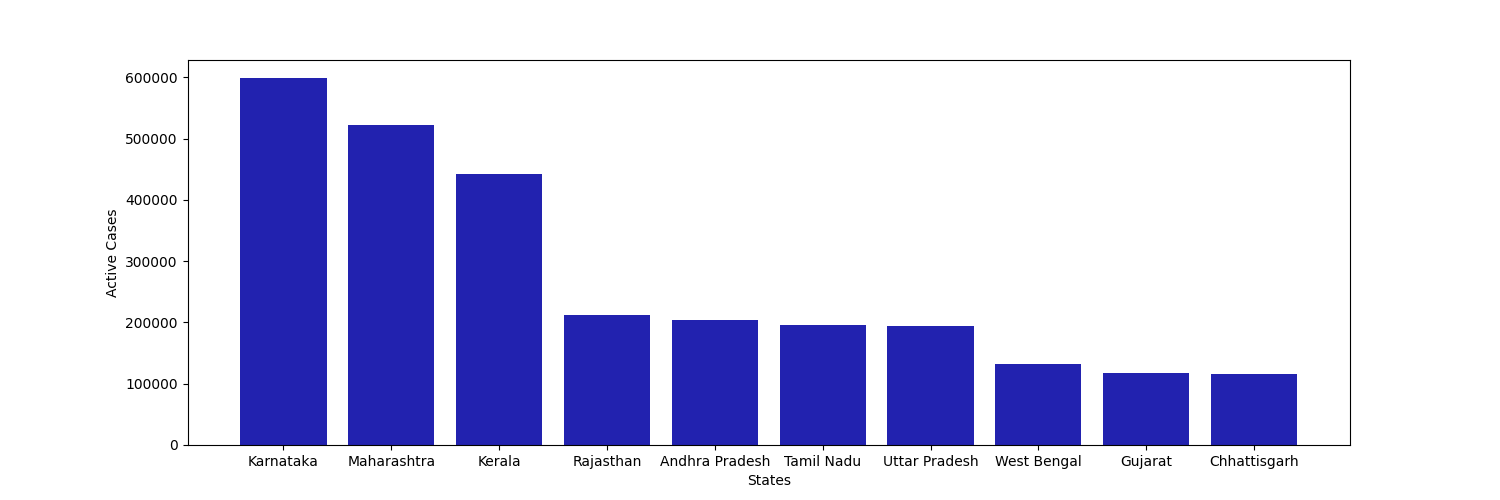 600000
500000
400000
300000
200000
100000
0
Active Cases
Karnataka Maharashtra Kerala Rajasthan Andhra Pradesh Tamil Nadu Uttar Pradesh West Bengal Gujarat Chhattisgarh
States